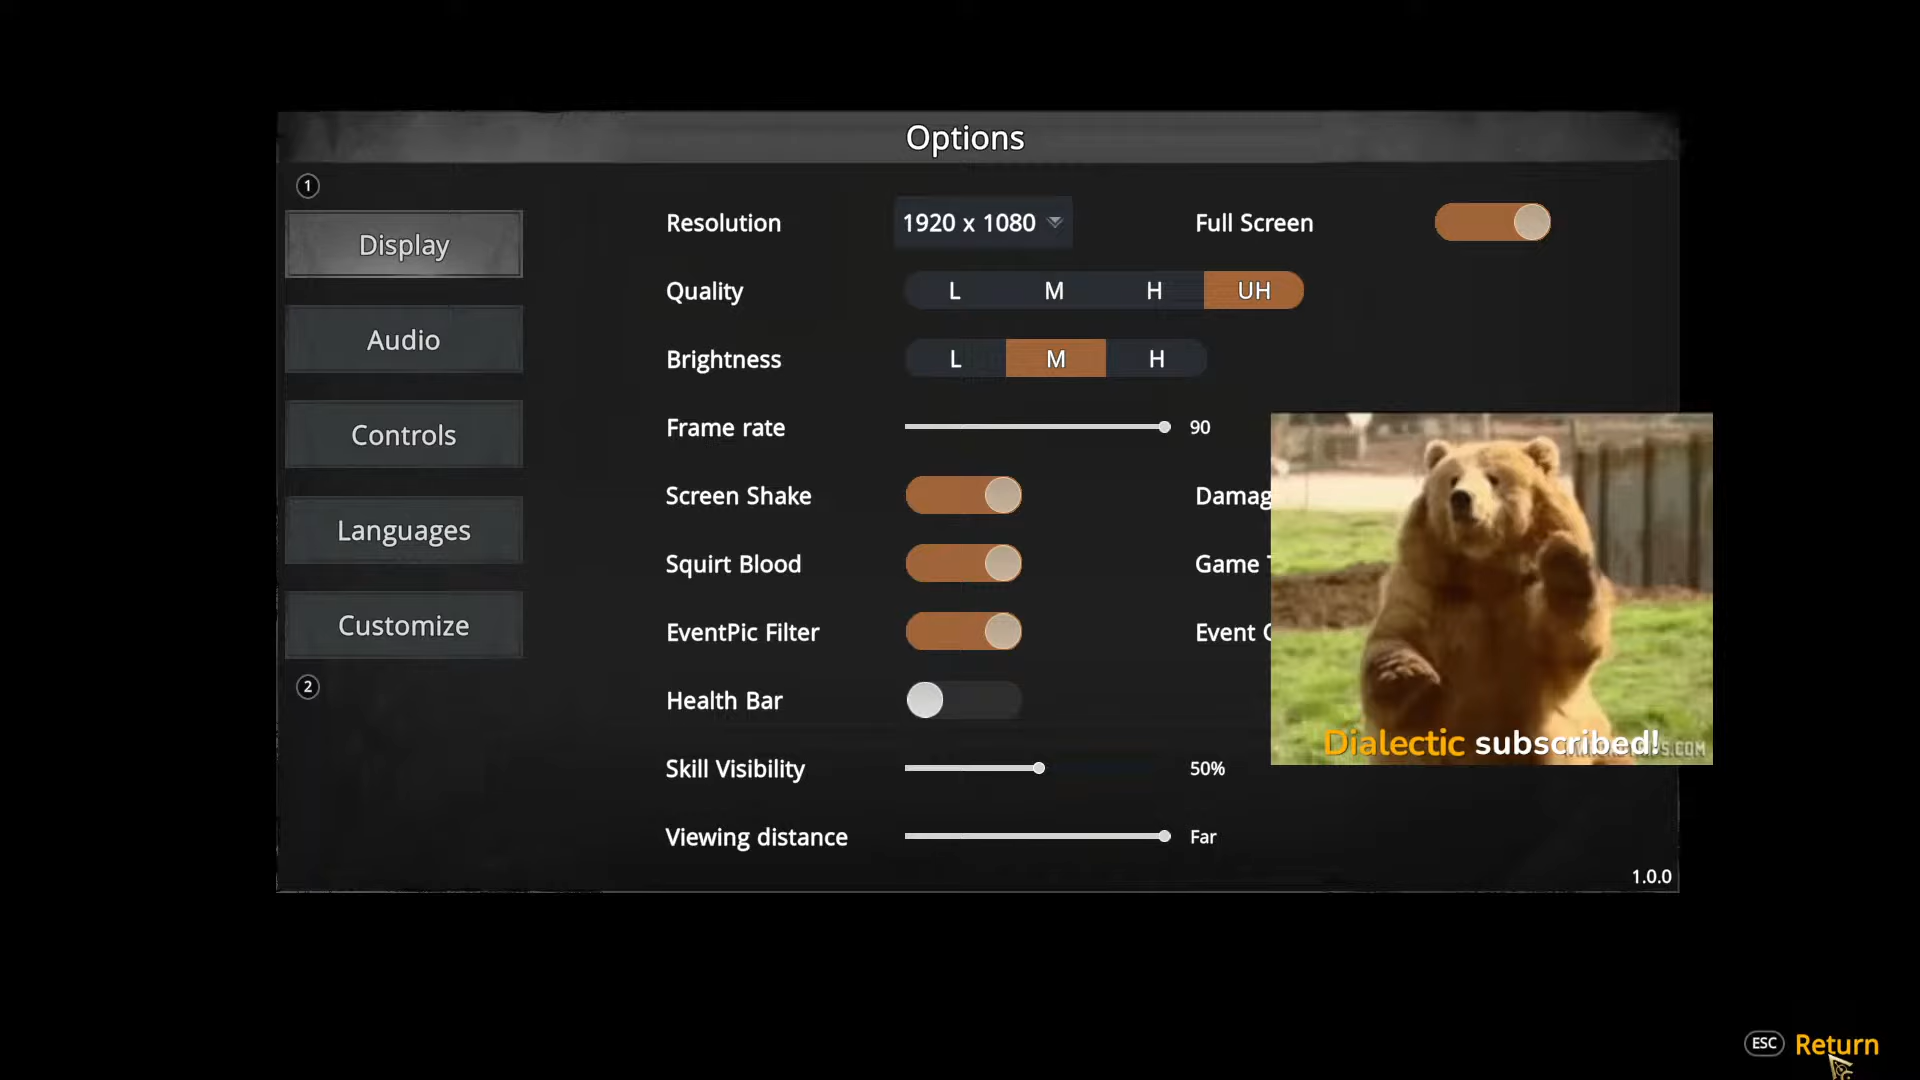 Options
1
Display
Audio
Controls
Languages
Customize
2
Resolution 1920 x 1080 Full Screen
Quality L M H UH
Brightness L M H
Frame rate 90
Screen Shake Damag
Squirt Blood Game
EventPic Filter Event
Health Bar
Skill Visibility 50%
Viewing distance Far
Dialectic subscribed!
1.0.0
ESC Return